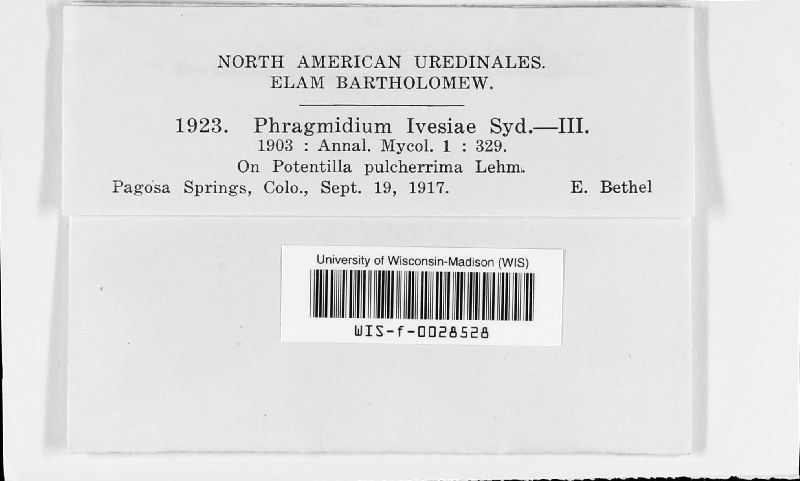 NORTH AMERICAN UREDINALES.
ELAM BARTHOLOMEW.
1923. Phragmidium Ivesiae Syd.—III.
1903 : Annal. Mycol. 1 : 329.
On Potentilla pulcherrima Lehm.
Pagosa Springs, Colo., Sept. 19, 1917. E. Bethel
University of Wisconsin-Madison (WIS)
WIS-f-0028528